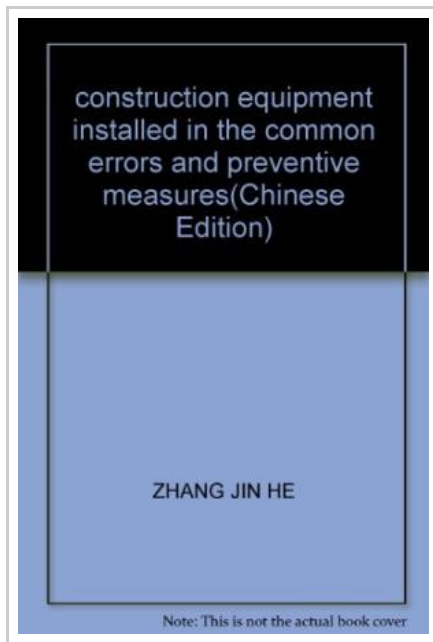 construction equipment
installed in the common
errors and preventive
measures(Chinese
Edition)
ZHANG JIN HE
Note: This is not the actual book cover